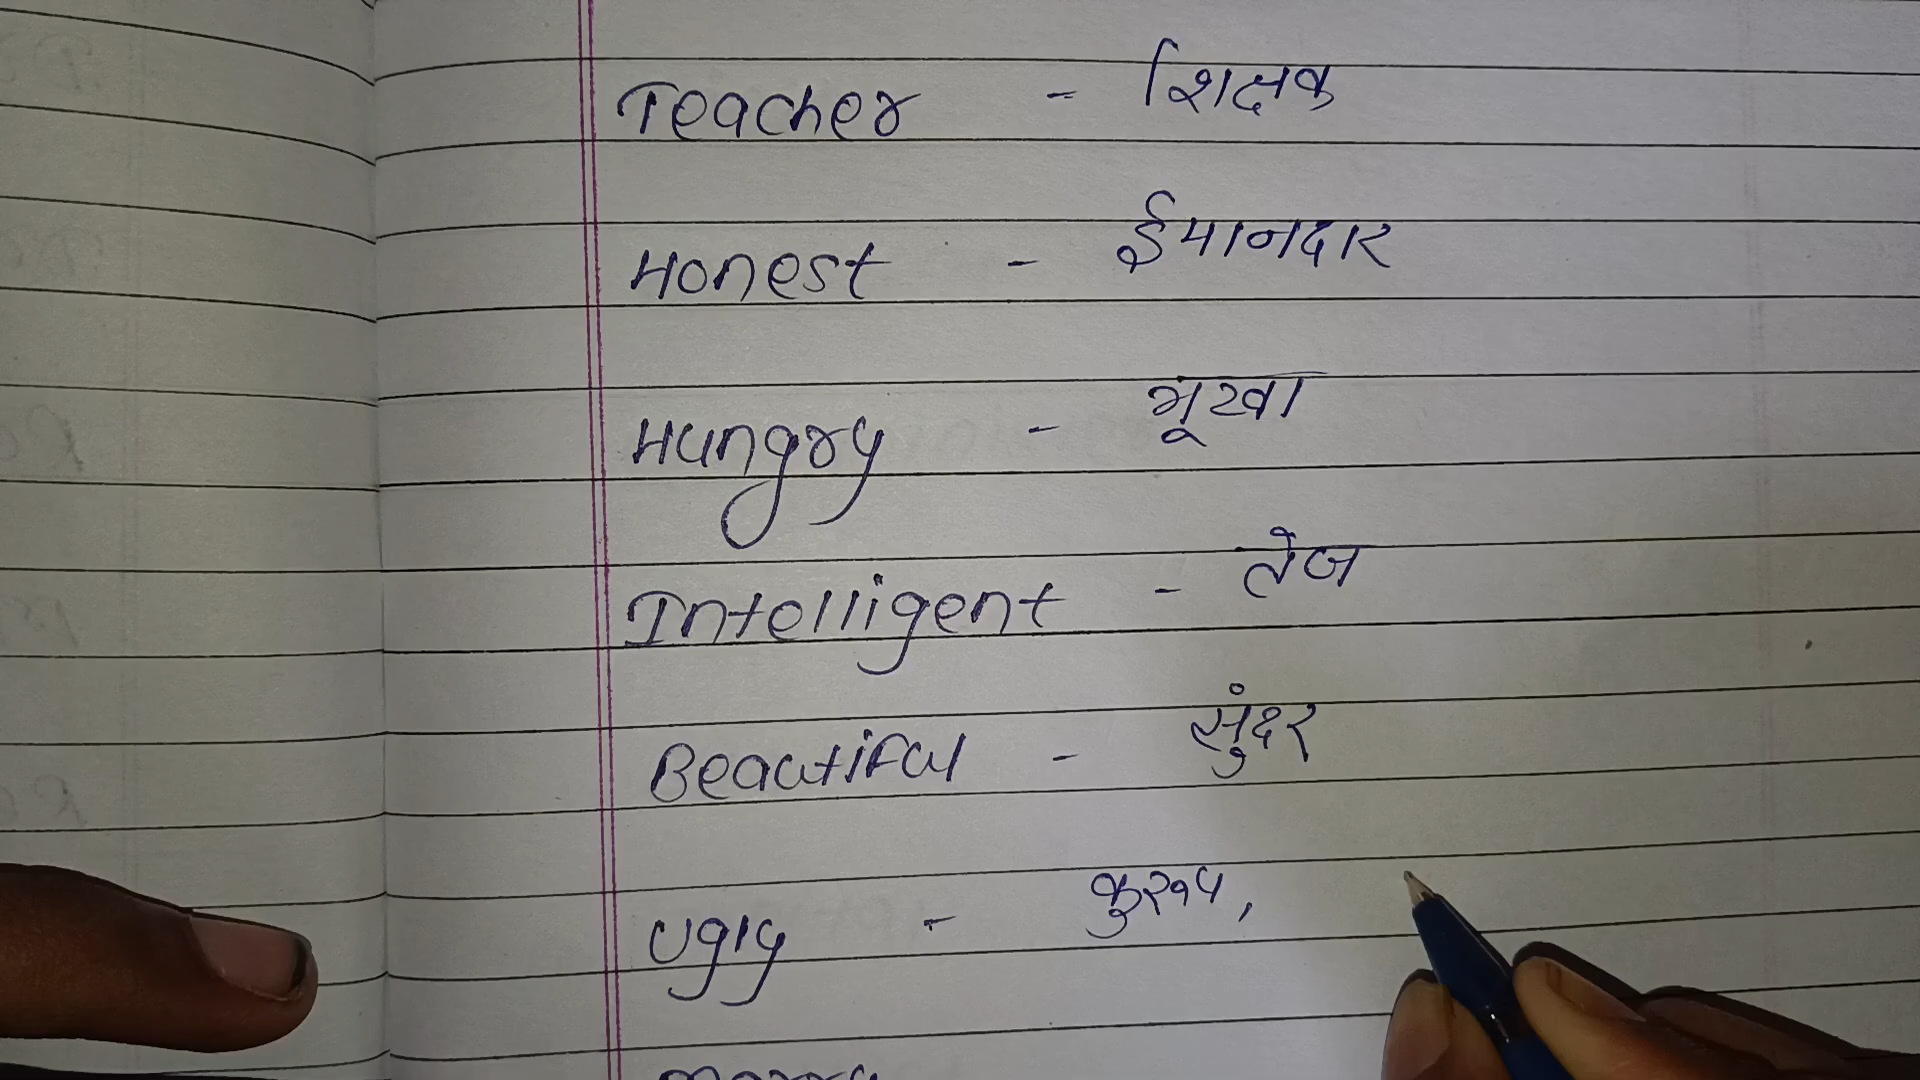 Teacher - शिक्षक
Honest - ईमानदार
Hungry - भूखा
Intelligent - तेज
Beautiful - सुंदर
Ugly - कुरूप,